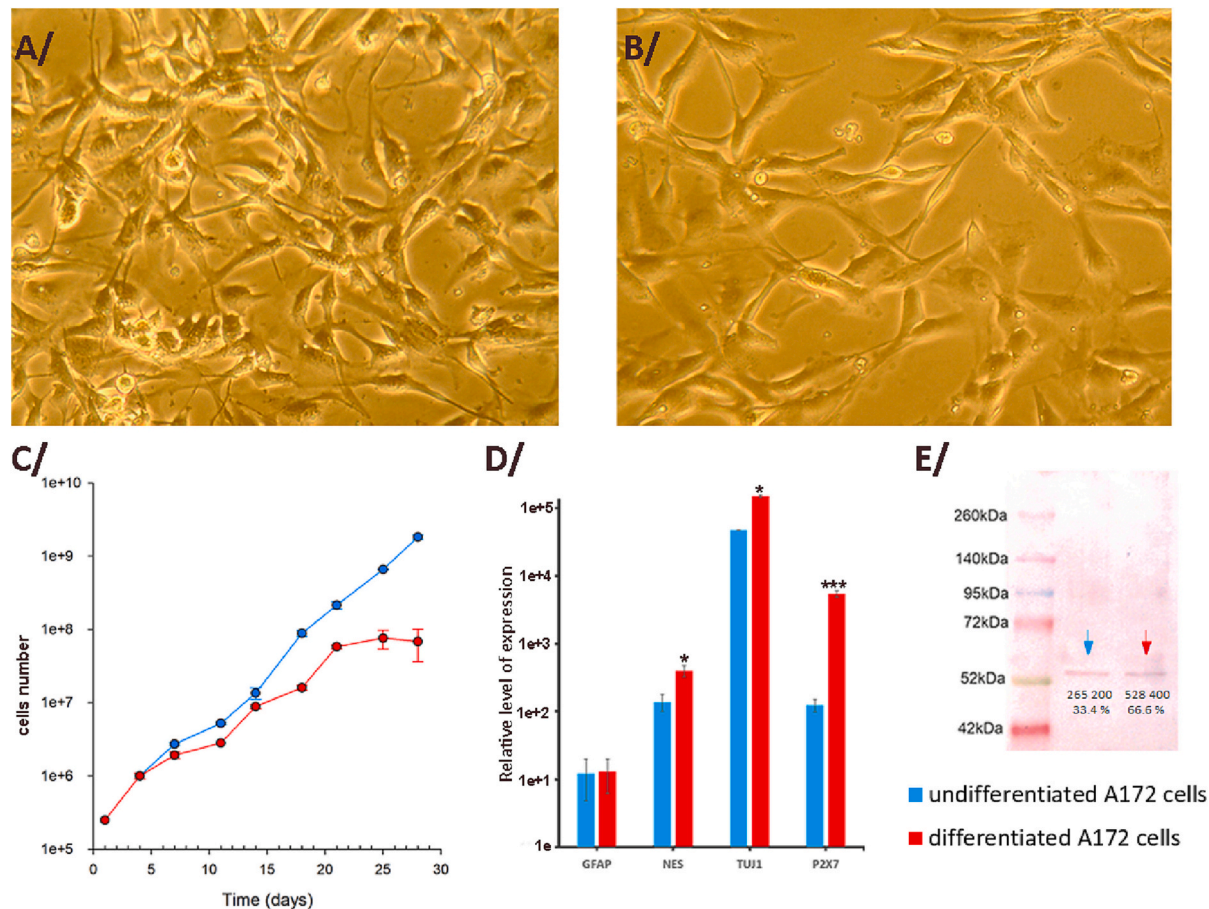 A/
B/
C/
1e+10
1e+9
1e+8
1e+7
1e+6
1e+5
cells number
0
5
10
15
20
25
30
Time (days)
D/
1e+5
1e+4
1e+3
1e+2
1e+1
1e
Relative level of expression
*
*
***
GFAP
NES
TUJ1
P2X7
E/
260kDa
140kDa
95kDa
72kDa
52kDa
42kDa
265 200
33.4 %
528 400
66.6 %
undifferentiated A172 cells
differentiated A172 cells